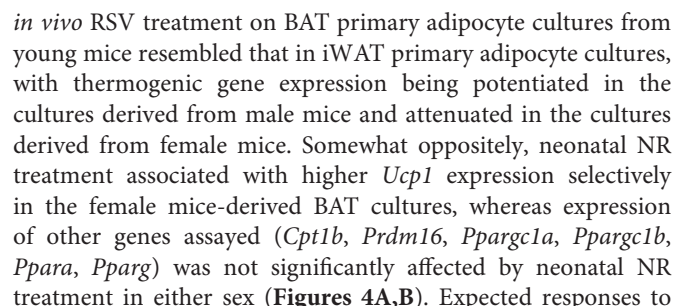 in vivo RSV treatment on BAT primary adipocyte cultures from
young mice resembled that in iWAT primary adipocyte cultures,
with thermogenic gene expression being potentiated in the
cultures derived from male mice and attenuated in the cultures
derived from female mice. Somewhat oppositely, neonatal NR
treatment associated with higher Ucp1 expression selectively
in the female mice-derived BAT cultures, whereas expression
of other genes assayed (Cpt1b, Prdm16, Ppargc1a, Ppargc1b,
Ppara, Pparg) was not significantly affected by neonatal NR
treatment in either sex (Figures 4A,B). Expected responses to